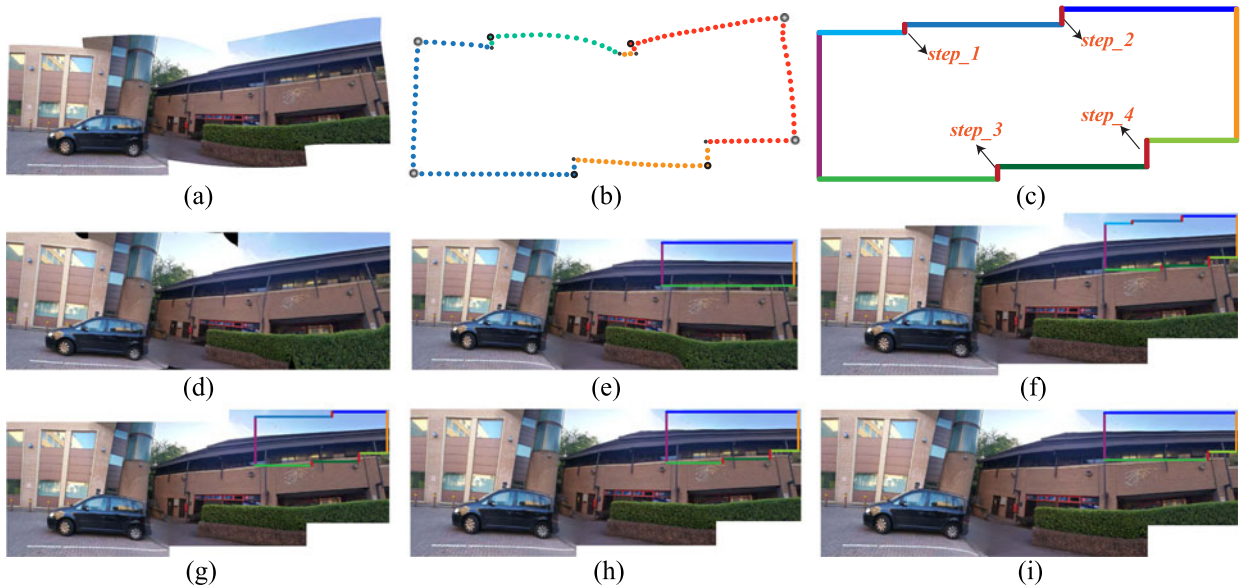 step_1
step_2
step_3
step_4
(a)
(b)
(c)
(d)
(e)
(f)
(g)
(h)
(i)